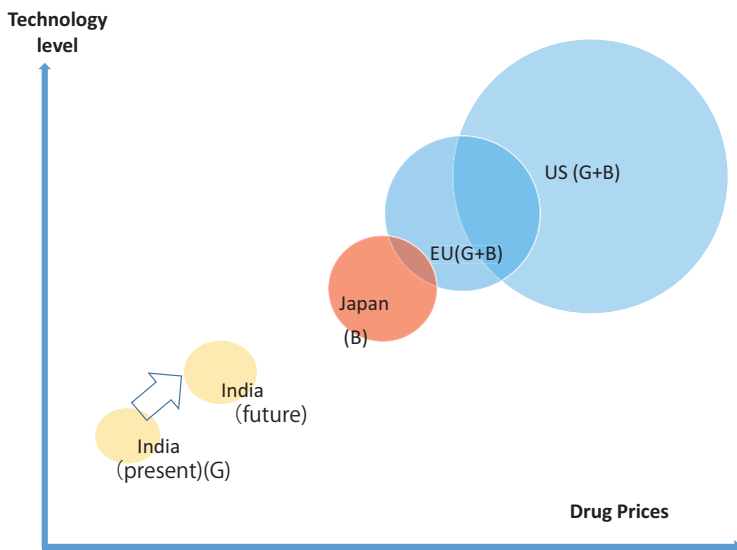 Technology
level
US (G+B)
EU(G+B)
Japan
(B)
India
（future)
India
（present)(G)
Drug Prices